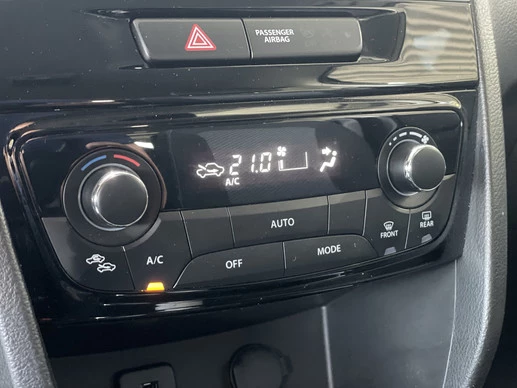 PASSENGER
AIRBAG
21.0
A/C
AUTO
A/C
OFF
MODE
FRONT
REAR